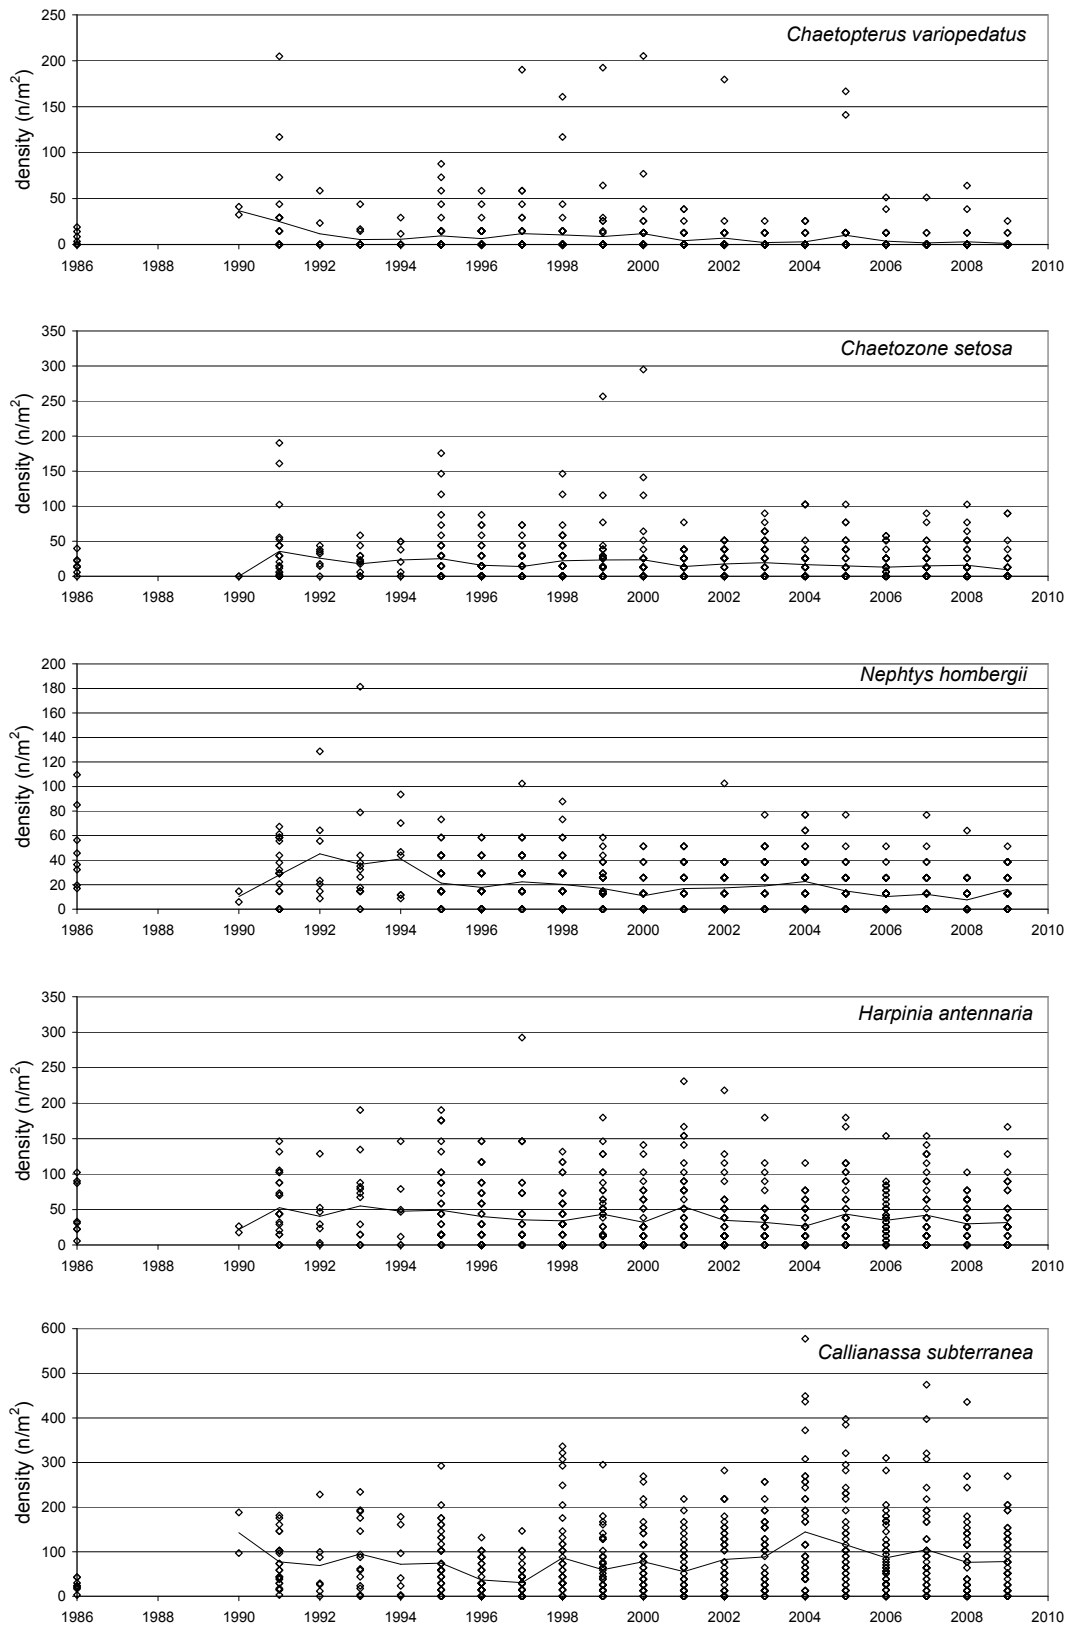 Chaetopterus variopedatus
density (n/m²)
250
200
150
100
50
0
1986 1988 1990 1992 1994 1996 1998 2000 2002 2004 2006 2008 2010
Chaetozone setosa
density (n/m²)
350
300
250
200
150
100
50
0
1986 1988 1990 1992 1994 1996 1998 2000 2002 2004 2006 2008 2010
Nephtys hombergii
density (n/m²)
200
180
160
140
120
100
80
60
40
20
0
1986 1988 1990 1992 1994 1996 1998 2000 2002 2004 2006 2008 2010
Harpinia antennaria
density (n/m²)
350
300
250
200
150
100
50
0
1986 1988 1990 1992 1994 1996 1998 2000 2002 2004 2006 2008 2010
Callianassa subterranea
density (n/m²)
600
500
400
300
200
100
0
1986 1988 1990 1992 1994 1996 1998 2000 2002 2004 2006 2008 2010